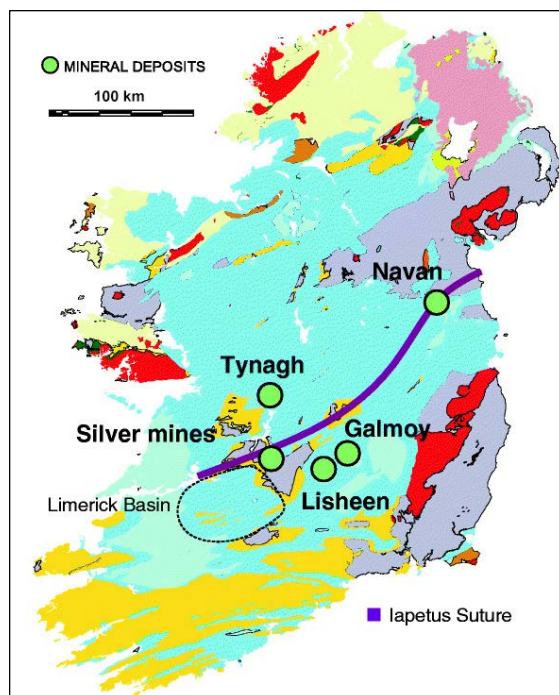 MINERAL DEPOSITS
100 km
Navan
Tynagh
Silver mines
Galmoy
Limerick Basin
Lisheen
Iapetus Suture